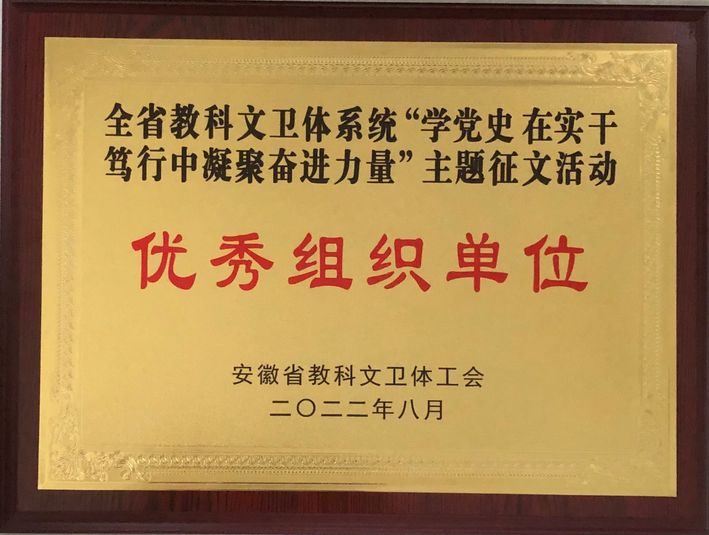 全省教科文卫体系统“学党史 在实干
笃行中凝聚奋进力量”主题征文活动
优秀组织单位
安徽省教科文卫体工会
二〇二二年八月